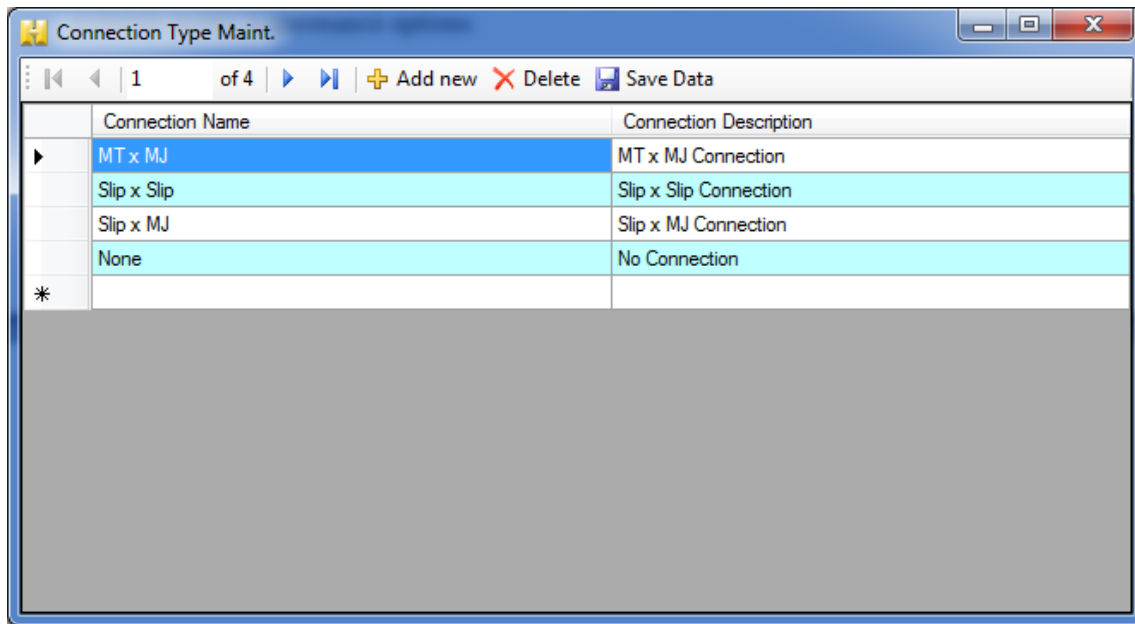 Connection Type Maint.
1 of 4 Add new Delete Save Data
Connection Name Connection Description
MT x MJ MT x MJ Connection
Slip x Slip Slip x Slip Connection
Slip x MJ Slip x MJ Connection
None No Connection